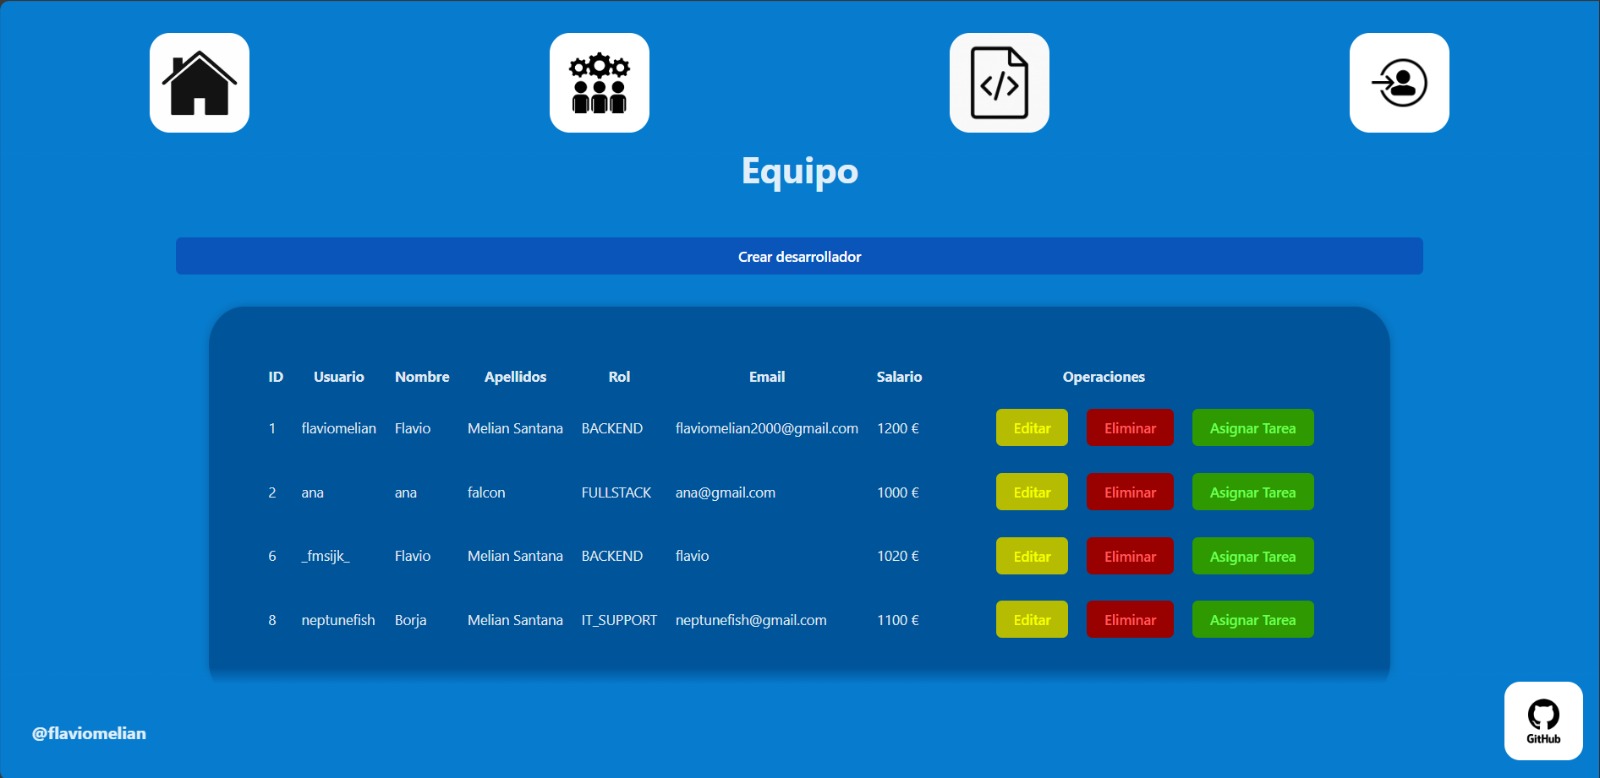 </>
Equipo
Crear desarrollador
ID Usuario Nombre Apellidos Rol Email Salario Operaciones
1 flaviomelian Flavio Melian Santana BACKEND flaviomelian2000@gmail.com 1200 € Editar Eliminar Asignar Tarea
2 ana ana falcon FULLSTACK ana@gmail.com 1000 € Editar Eliminar Asignar Tarea
6 _fmsijk_ Flavio Melian Santana BACKEND flavio 1020 € Editar Eliminar Asignar Tarea
8 neptunefish Borja Melian Santana IT_SUPPORT neptunefish@gmail.com 1100 € Editar Eliminar Asignar Tarea
@flaviomelian
GitHub